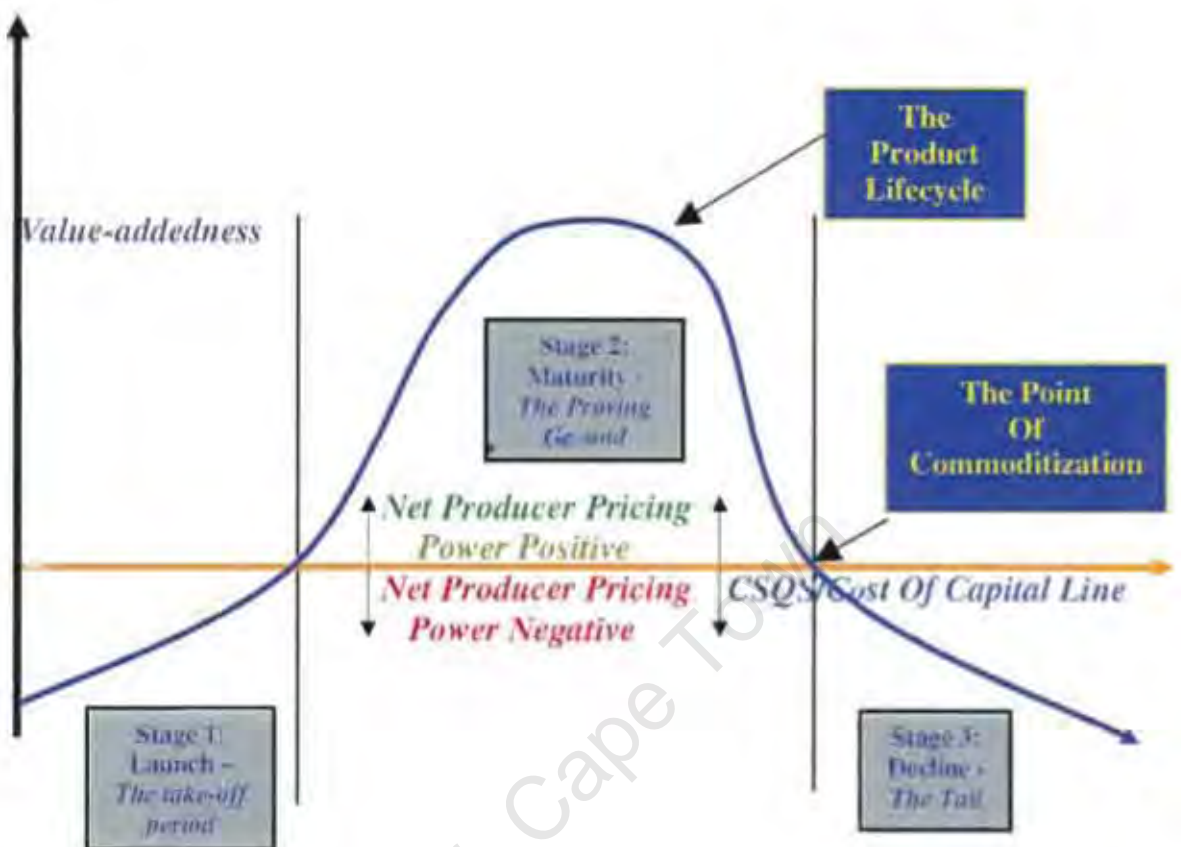 The
Product
Lifecycle
Value-addedness
Stage 2:
Maturity -
The Proving
The Point
Of
Commoditization
Net Producer Pricing
Power Positive
Net Producer Pricing
Power Negative
CSQS/Cost Of Capital Line
Stage 1:
Launch –
The take-off
period
Stage 3:
Decline -
The Tail
Cape Town